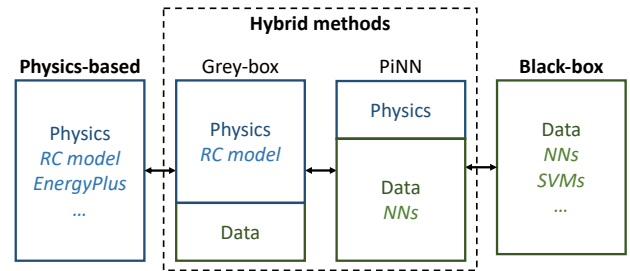 Hybrid methods
Physics-based
Grey-box
PiNN
Black-box
Physics
RC model
EnergyPlus
...
Physics
RC model
Data
Physics
Data
NNs
Data
NNs
SVMs
...